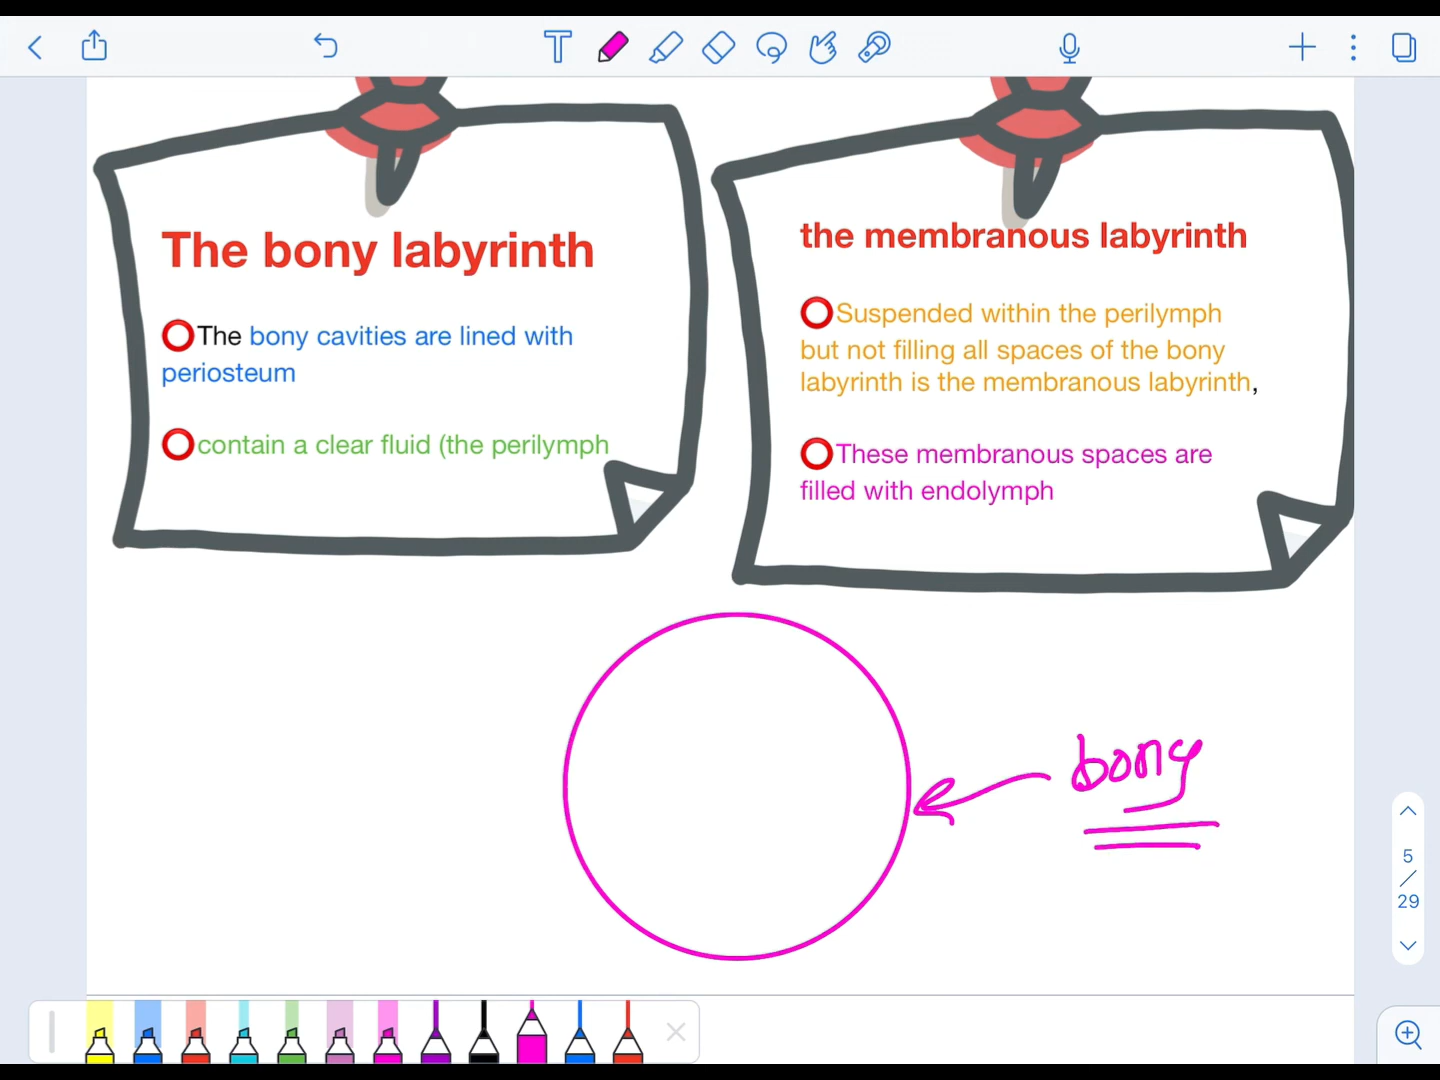 The bony labyrinth
⭕The bony cavities are lined with
periosteum
⭕contain a clear fluid (the perilymph
the membranous labyrinth
⭕Suspended within the perilymph
but not filling all spaces of the bony
labyrinth is the membranous labyrinth,
⭕These membranous spaces are
filled with endolymph
bony
5
/
29